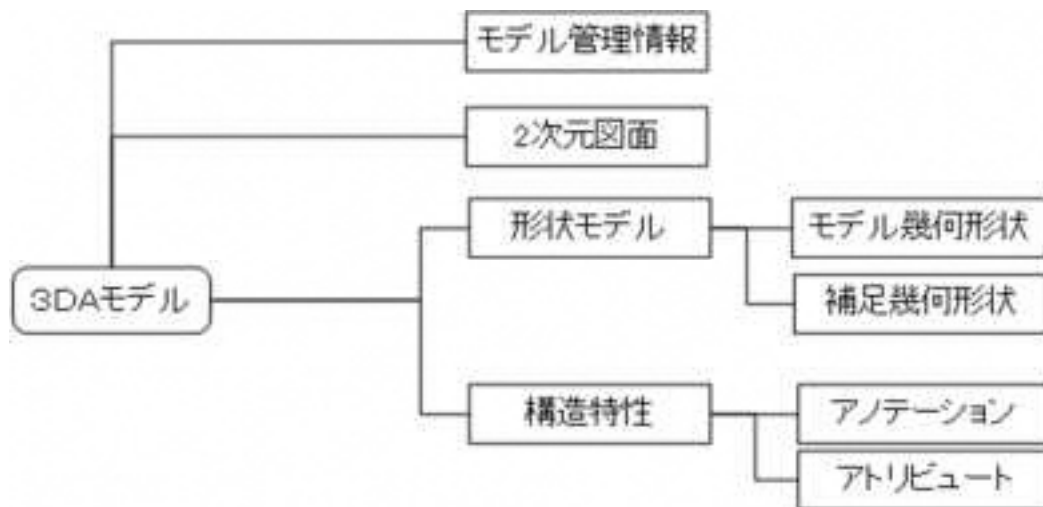 モデル管理情報
2次元図面
形状モデル
モデル幾何形状
3DAモデル
補足幾何形状
構造特性
アノテーション
アトリビュート